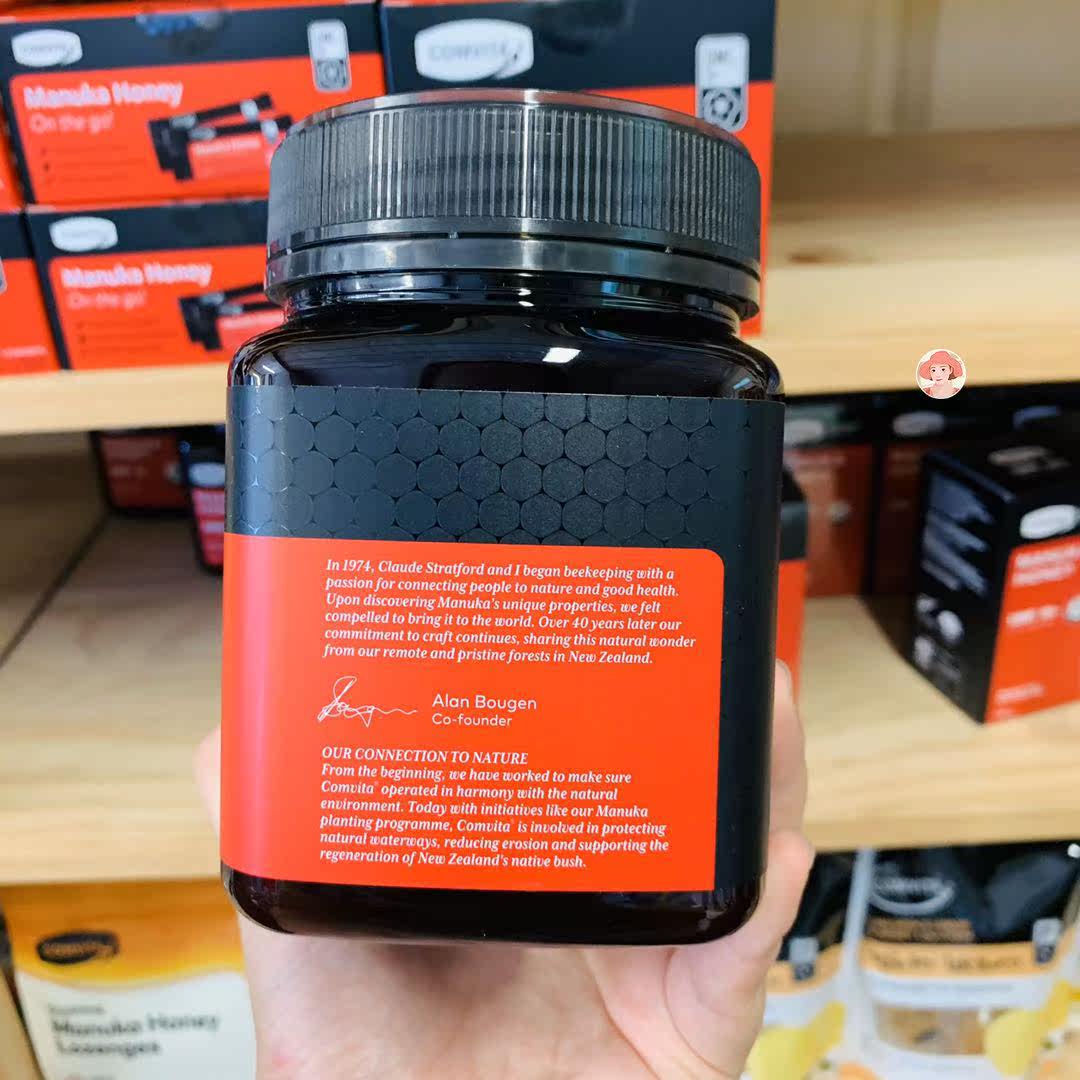 COMVITA
COMVITA
Manuka Honey
On the go!
COMVITA
Manuka Honey
On the go!
In 1974, Claude Stratford and I began beekeeping with a
passion for connecting people to nature and good health.
Upon discovering Manuka's unique properties, we felt
compelled to bring it to the world. Over 40 years later our
commitment to craft continues, sharing this natural wonder
from our remote and pristine forests in New Zealand.
Alan Bougen
Co-founder
OUR CONNECTION TO NATURE
From the beginning, we have worked to make sure
Comvita® operated in harmony with the natural
environment. Today with initiatives like our Manuka
planting programme, Comvita® is involved in protecting
natural waterways, reducing erosion and supporting the
regeneration of New Zealand's native bush.
COMVITA
Manuka Honey
Lozenges
COMVITA